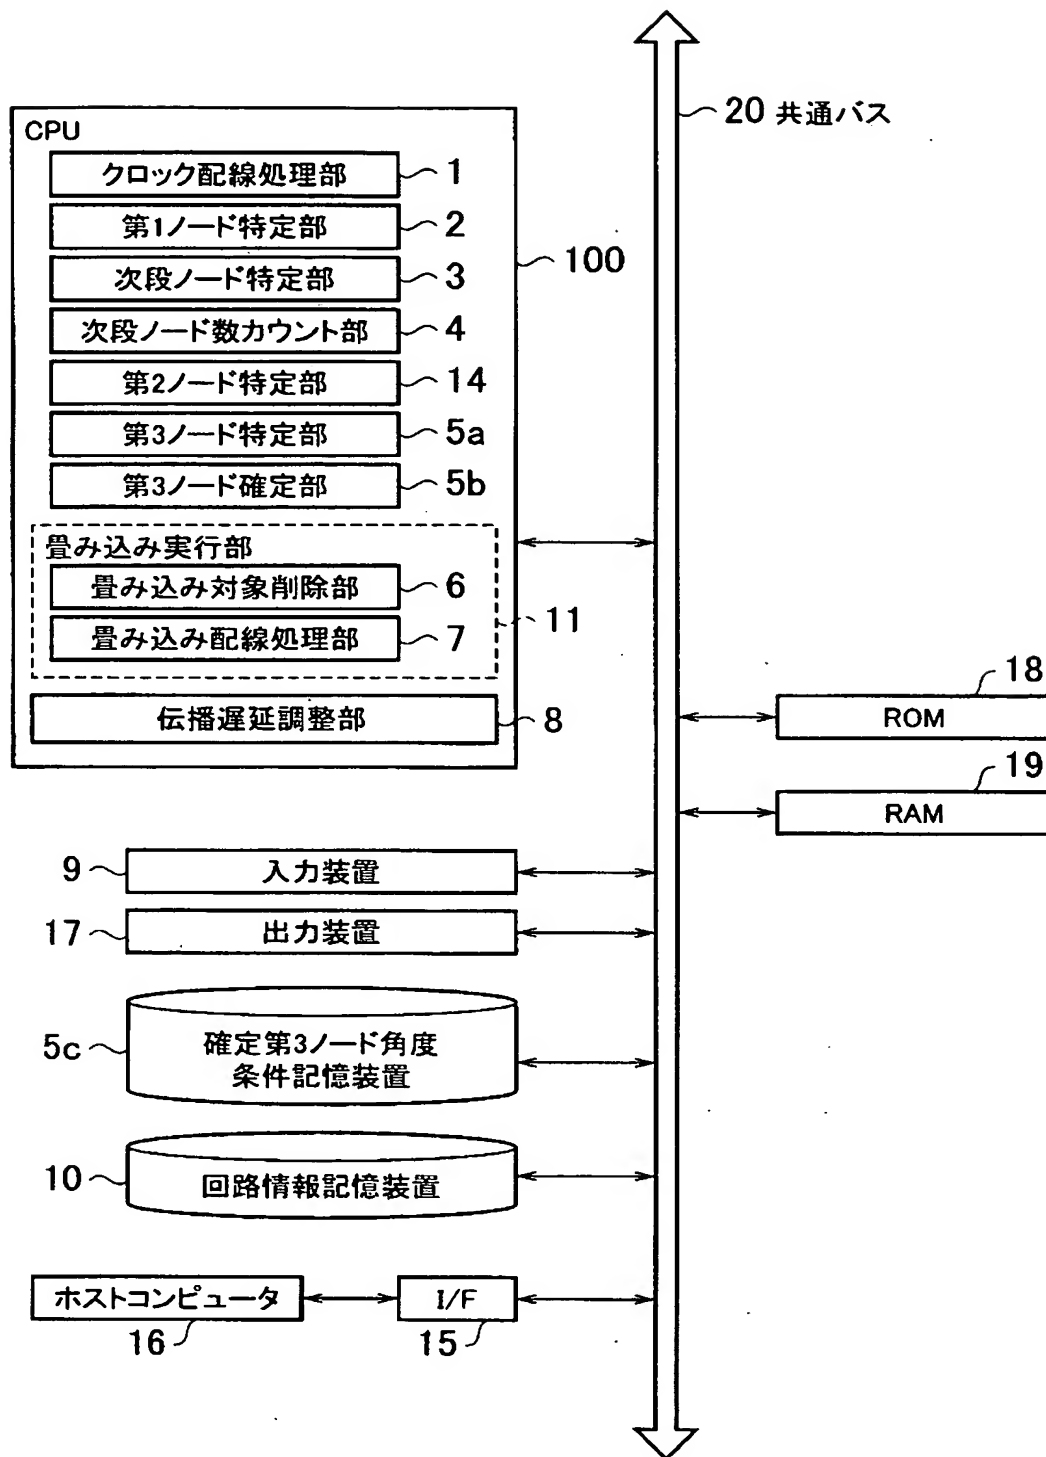 20 共通バス
CPU
クロック配線処理部 1
第1ノード特定部 2
次段ノード特定部 3
100
次段ノード数カウント部 4
第2ノード特定部 14
第3ノード特定部 5a
第3ノード確定部 5b
畳み込み実行部
畳み込み対象削除部 6
11
畳み込み配線処理部 7
伝播遅延調整部 8
18
ROM
19
RAM
9 入力装置
17 出力装置
5c 確定第3ノード角度
条件記憶装置
10 回路情報記憶装置
ホストコンピュータ I/F
16 15